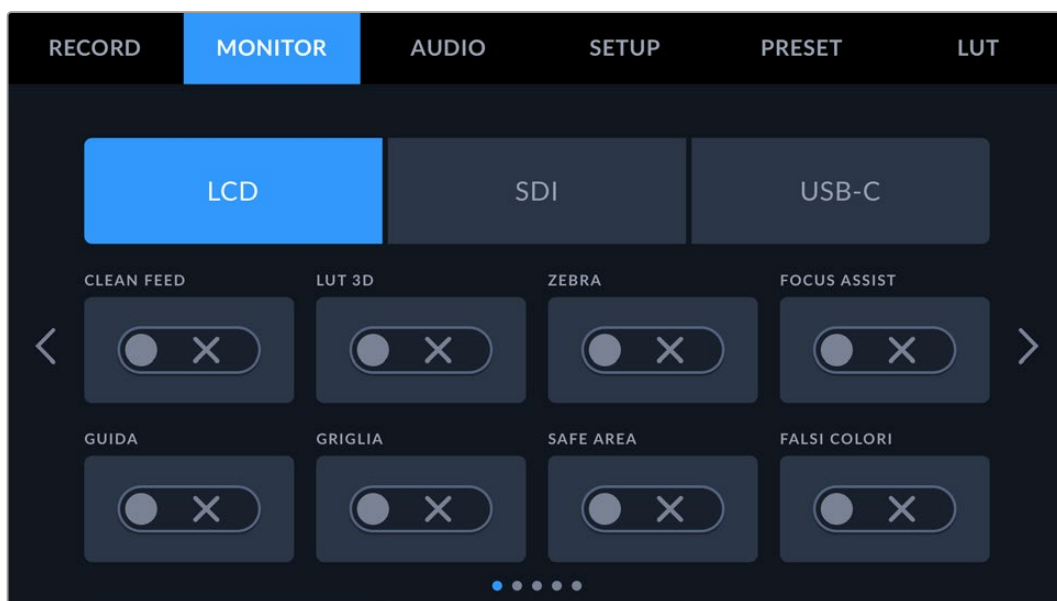 RECORD MONITOR AUDIO SETUP PRESET LUT
LCD SDI USB-C
CLEAN FEED LUT 3D ZEBRA FOCUS ASSIST
GUIDA GRIGLIA SAFE AREA FALSI COLORI